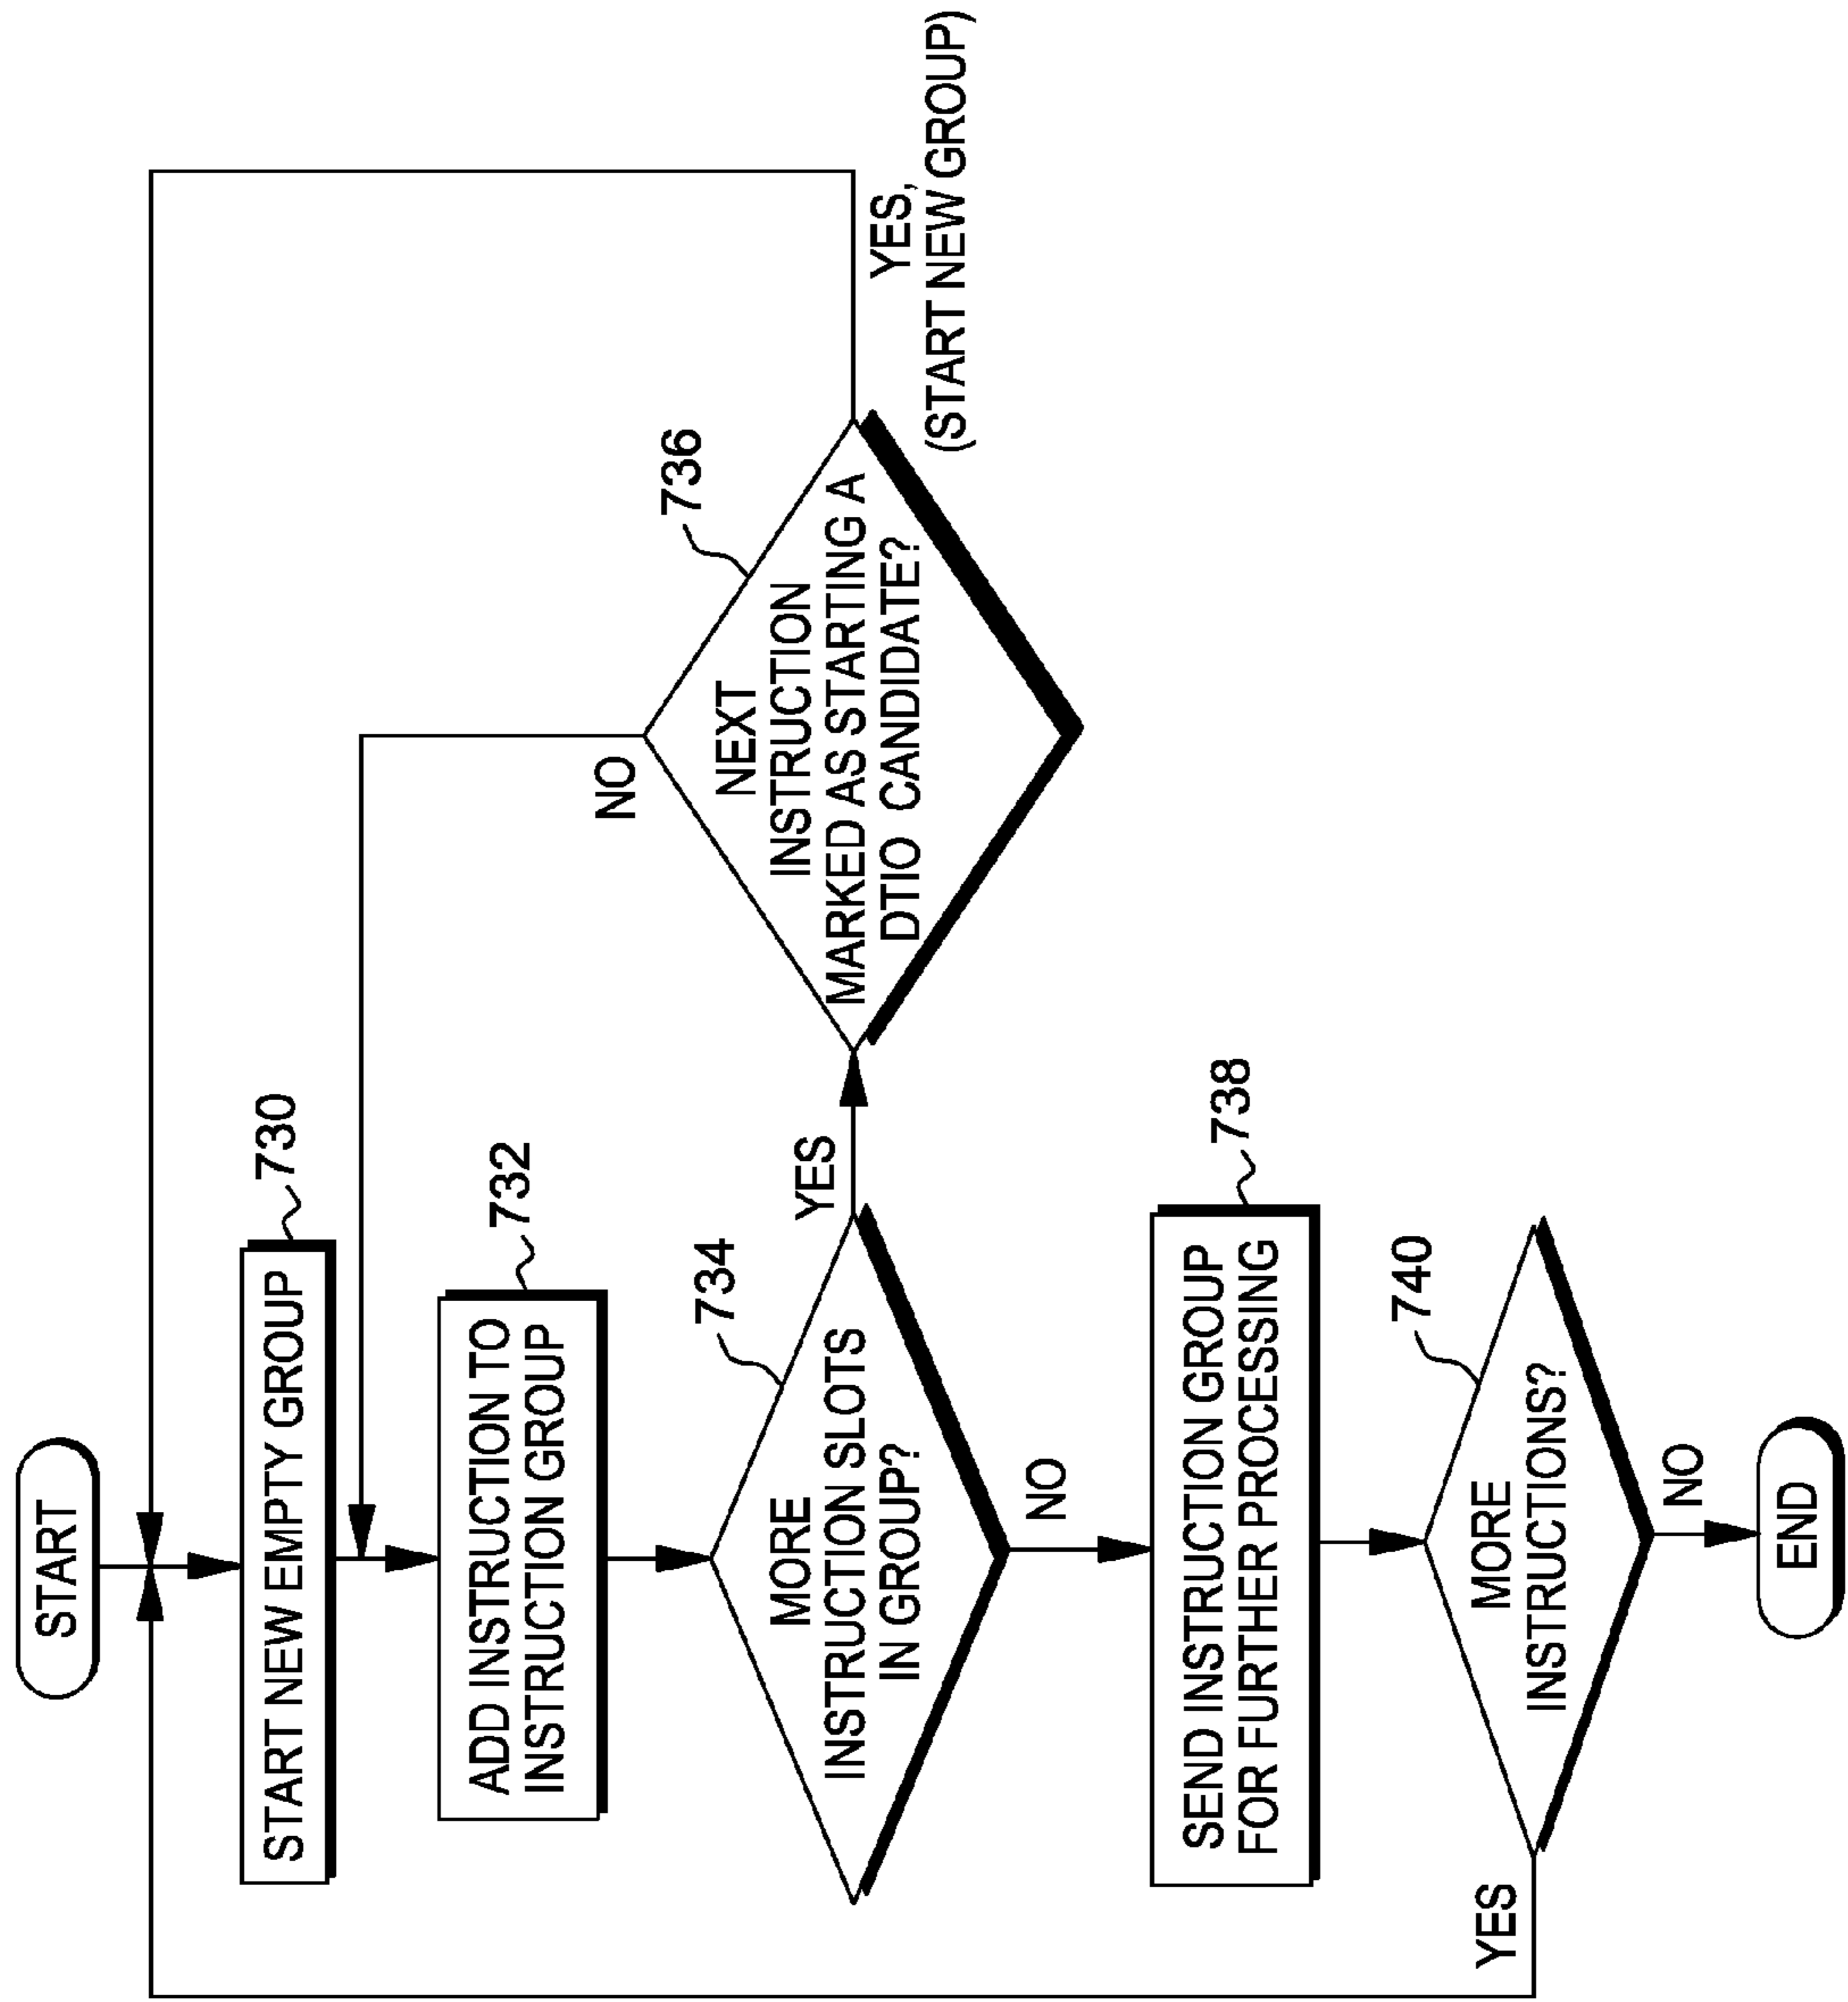 START
START NEW EMPTY GROUP
730
ADD INSTRUCTION TO
INSTRUCTION GROUP
732
MORE
INSTRUCTION SLOTS
IN GROUP?
734
YES
NO
NEXT
INSTRUCTION
MARKED AS STARTING A
DTIO CANDIDATE?
736
NO
YES,
(START NEW GROUP)
SEND INSTRUCTION GROUP
FOR FURTHER PROCESSING
738
MORE
INSTRUCTIONS?
740
YES
NO
END